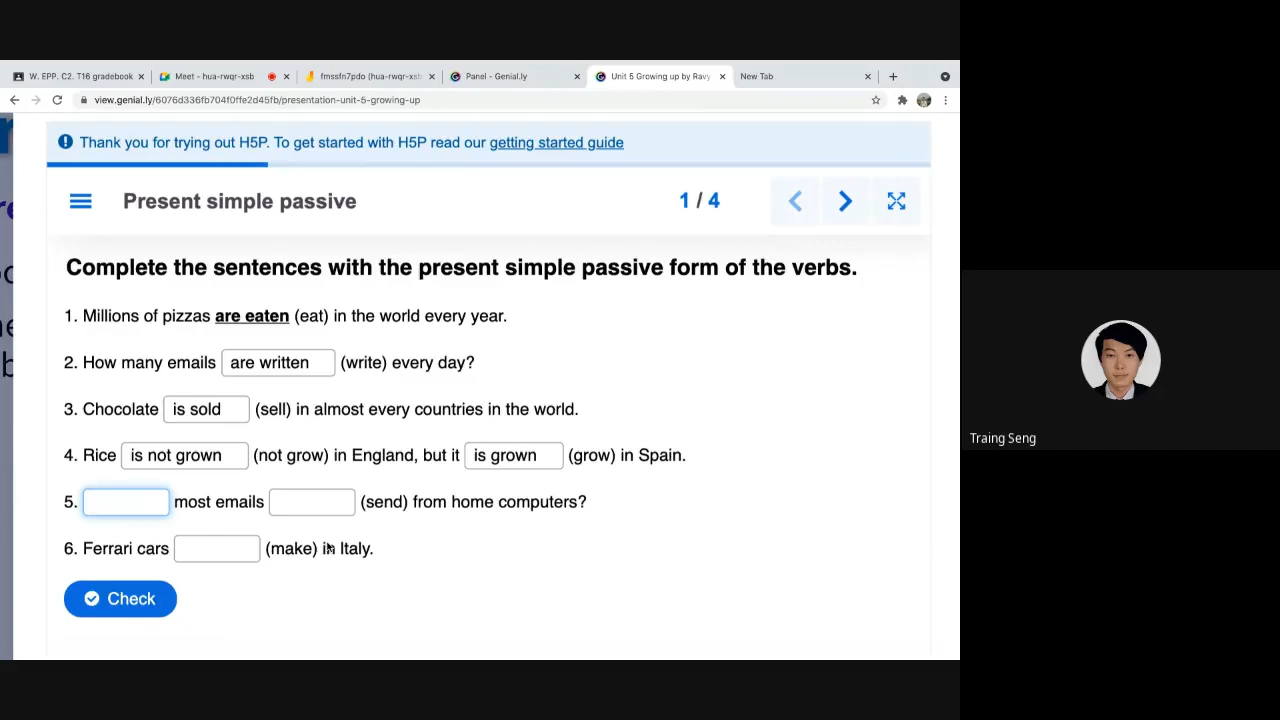 W. EPP. C2. T16 gradebook
Meet - hua-rwqr-xsb
fmssfn7pdo (hua-rwqr-xsb
Panel - Genial.ly
Unit 5 Growing up by Ravy
New Tab
view.genial.ly/6076d336fb704f0ffe2d45fb/presentation-unit-5-growing-up
Thank you for trying out H5P. To get started with H5P read our getting started guide
Present simple passive
1 / 4
Complete the sentences with the present simple passive form of the verbs.
1. Millions of pizzas are eaten (eat) in the world every year.
2. How many emails are written (write) every day?
3. Chocolate is sold (sell) in almost every countries in the world.
4. Rice is not grown (not grow) in England, but it is grown (grow) in Spain.
5. most emails (send) from home computers?
6. Ferrari cars (make) in Italy.
Check
Traing Seng